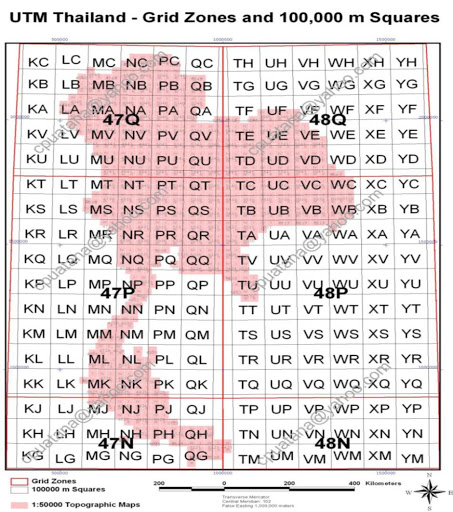 UTM Thailand - Grid Zones and 100,000 m Squares
500000 1000000 1500000
KC LC MC NC PC QC TH UH VH WH XH YH
KB LB MB NB PB QB TG UG VG WG XG YG
KA LA MA NA PA QA TF UF VF WF XF YF
47Q 48Q
KV LV MV NV PV QV TE UE VE WE XE YE
KU LU MU NU PU QU TD UD VD WD XD YD
KT LT MT NT PT QT TC UC VC WC XC YC
KS LS MS NS PS QS TB UB VB WB XB YB
KR LR MR NR PR QR TA UA VA WA XA YA
KQ LQ MQ NQ PQ QQ TV UV VV WV XV YV
KP LP MP NP PP QP TU UU VU WU XU YU
47P 48P
KN LN MN NN PN QN TT UT VT WT XT YT
KM LM MM NM PM QM TS US VS WS XS YS
KL LL ML NL PL QL TR UR VR WR XR YR
KK LK MK NK PK QK TQ UQ VQ WQ XQ YQ
KJ LJ MJ NJ PJ QJ TP UP VP WP XP YP
KH LH MH NH PH QH TN UN VN WN XN YN
47N 48N
KG LG MG NG PG QG TM UM VM WM XM YM
500000 1000000 1500000
Grid Zones
100000 m Squares
1:50000 Topographic Maps
200 0 200 400 Kilometers
Transverse Mercator
Central Meridian: 102
False Easting 1,000,000 meters
N
W E
S